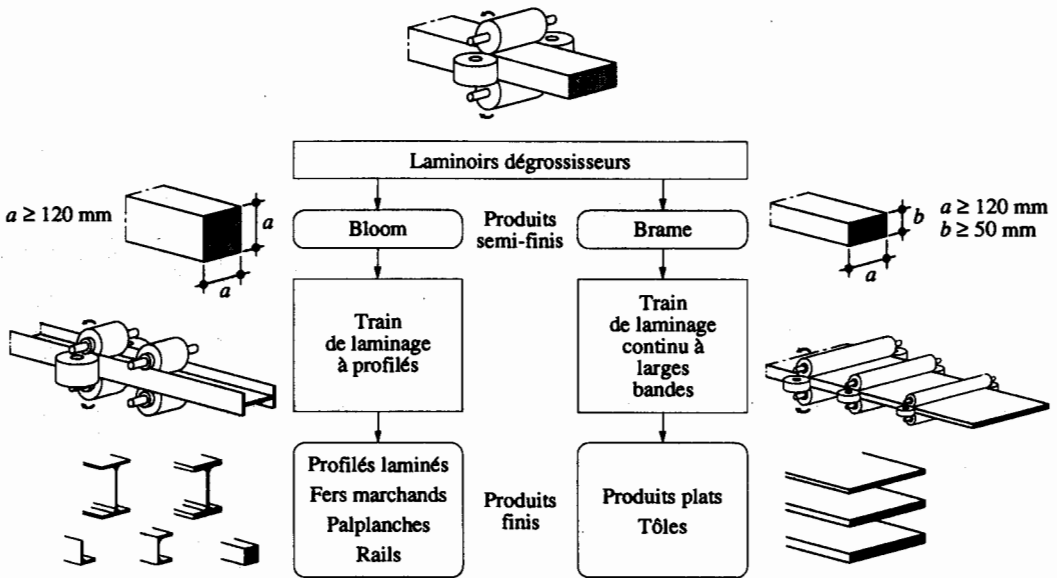 Laminoirs dégrossisseurs
a ≥ 120 mm
a
a
Bloom
Produits
semi-finis
Brame
b
a
a ≥ 120 mm
b ≥ 50 mm
Train
de laminage
à profilés
Train
de laminage
continu à
larges
bandes
Profilés laminés
Fers marchands
Palplanches
Rails
Produits
finis
Produits plats
Tôles